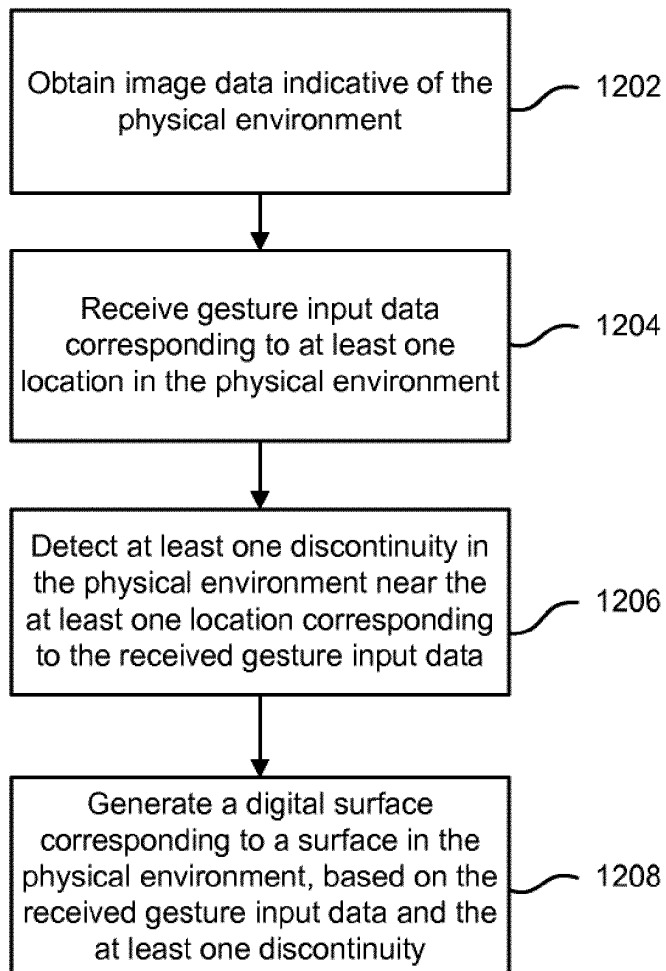 Obtain image data indicative of the
physical environment
1202
Receive gesture input data
corresponding to at least one
location in the physical environment
1204
Detect at least one discontinuity in
the physical environment near the
at least one location corresponding
to the received gesture input data
1206
Generate a digital surface
corresponding to a surface in the
physical environment, based on the
received gesture input data and the
at least one discontinuity
1208